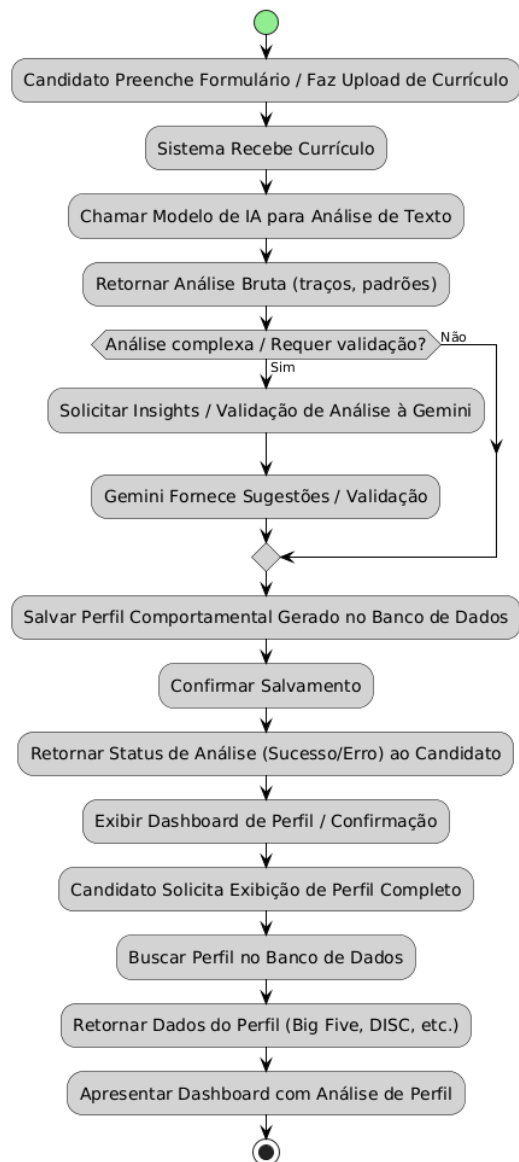 Candidato Preenche Formulário / Faz Upload de Currículo
Sistema Recebe Currículo
Chamar Modelo de IA para Análise de Texto
Retornar Análise Bruta (traços, padrões)
Análise complexa / Requer validação?
Não
Sim
Solicitar Insights / Validação de Análise à Gemini
Gemini Fornece Sugestões / Validação
Salvar Perfil Comportamental Gerado no Banco de Dados
Confirmar Salvamento
Retornar Status de Análise (Sucesso/Erro) ao Candidato
Exibir Dashboard de Perfil / Confirmação
Candidato Solicita Exibição de Perfil Completo
Buscar Perfil no Banco de Dados
Retornar Dados do Perfil (Big Five, DISC, etc.)
Apresentar Dashboard com Análise de Perfil